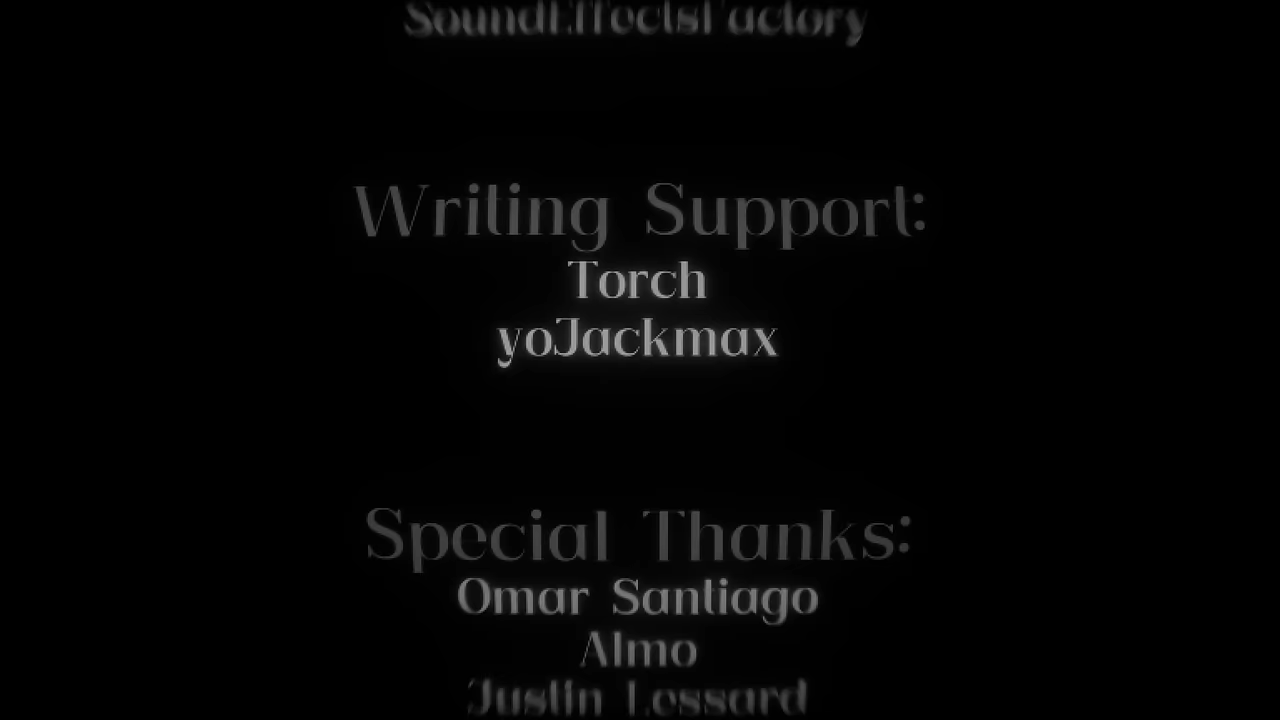 SoundEffectsFactory
Writing Support:
Torch
yoJackmax
Special Thanks:
Omar Santiago
Almo
Justin Lessard